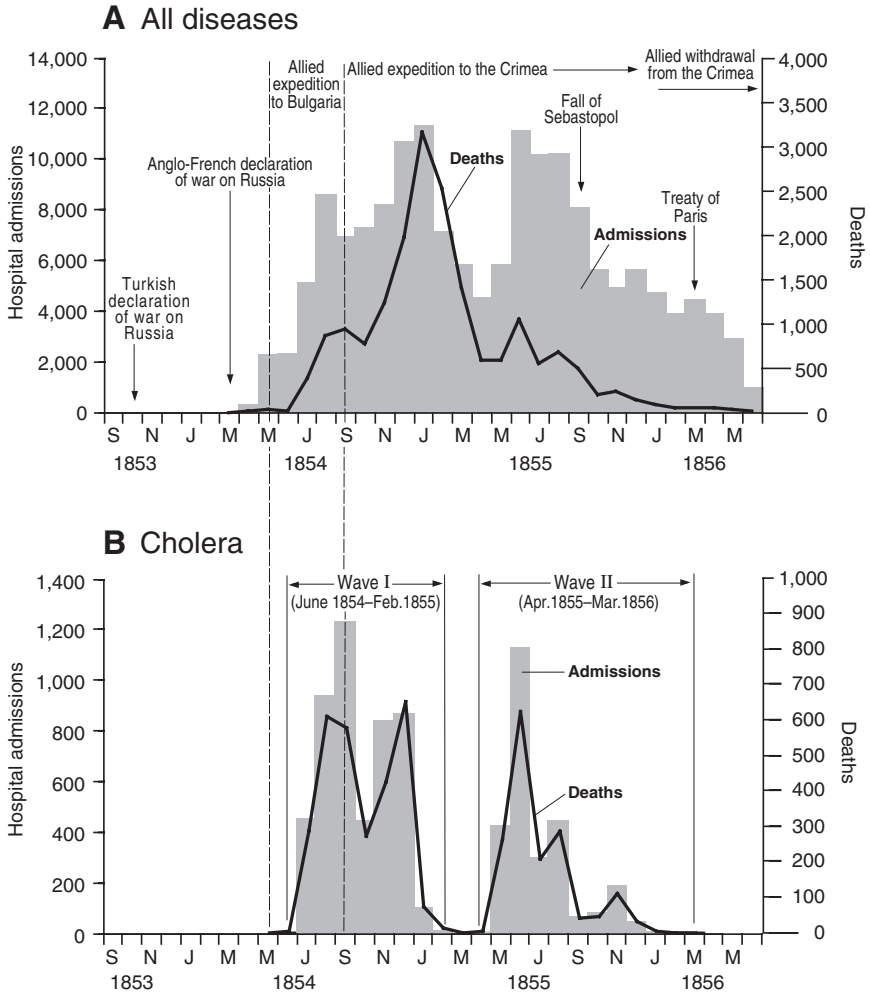 A All diseases
14,000
12,000
10,000
8,000
6,000
4,000
2,000
0
Hospital admissions
4,000
3,500
3,000
2,500
2,000
1,500
1,000
500
0
Deaths
Allied
expedition
to Bulgaria
Allied expedition to the Crimea
Allied withdrawal
from the Crimea
Fall of
Sebastopol
Anglo-French declaration
of war on Russia
Deaths
Treaty of
Paris
Admissions
Turkish
declaration
of war on
Russia
S N J M M J S N J M M J S N J M M
1853 1854 1855 1856
B Cholera
1,400
1,200
1,000
800
600
400
200
0
Hospital admissions
1,000
900
800
700
600
500
400
300
200
100
0
Deaths
Wave I
(June 1854–Feb.1855)
Wave II
(Apr.1855–Mar.1856)
Admissions
Deaths
S N J M M J S N J M M J S N J M M
1853 1854 1855 1856